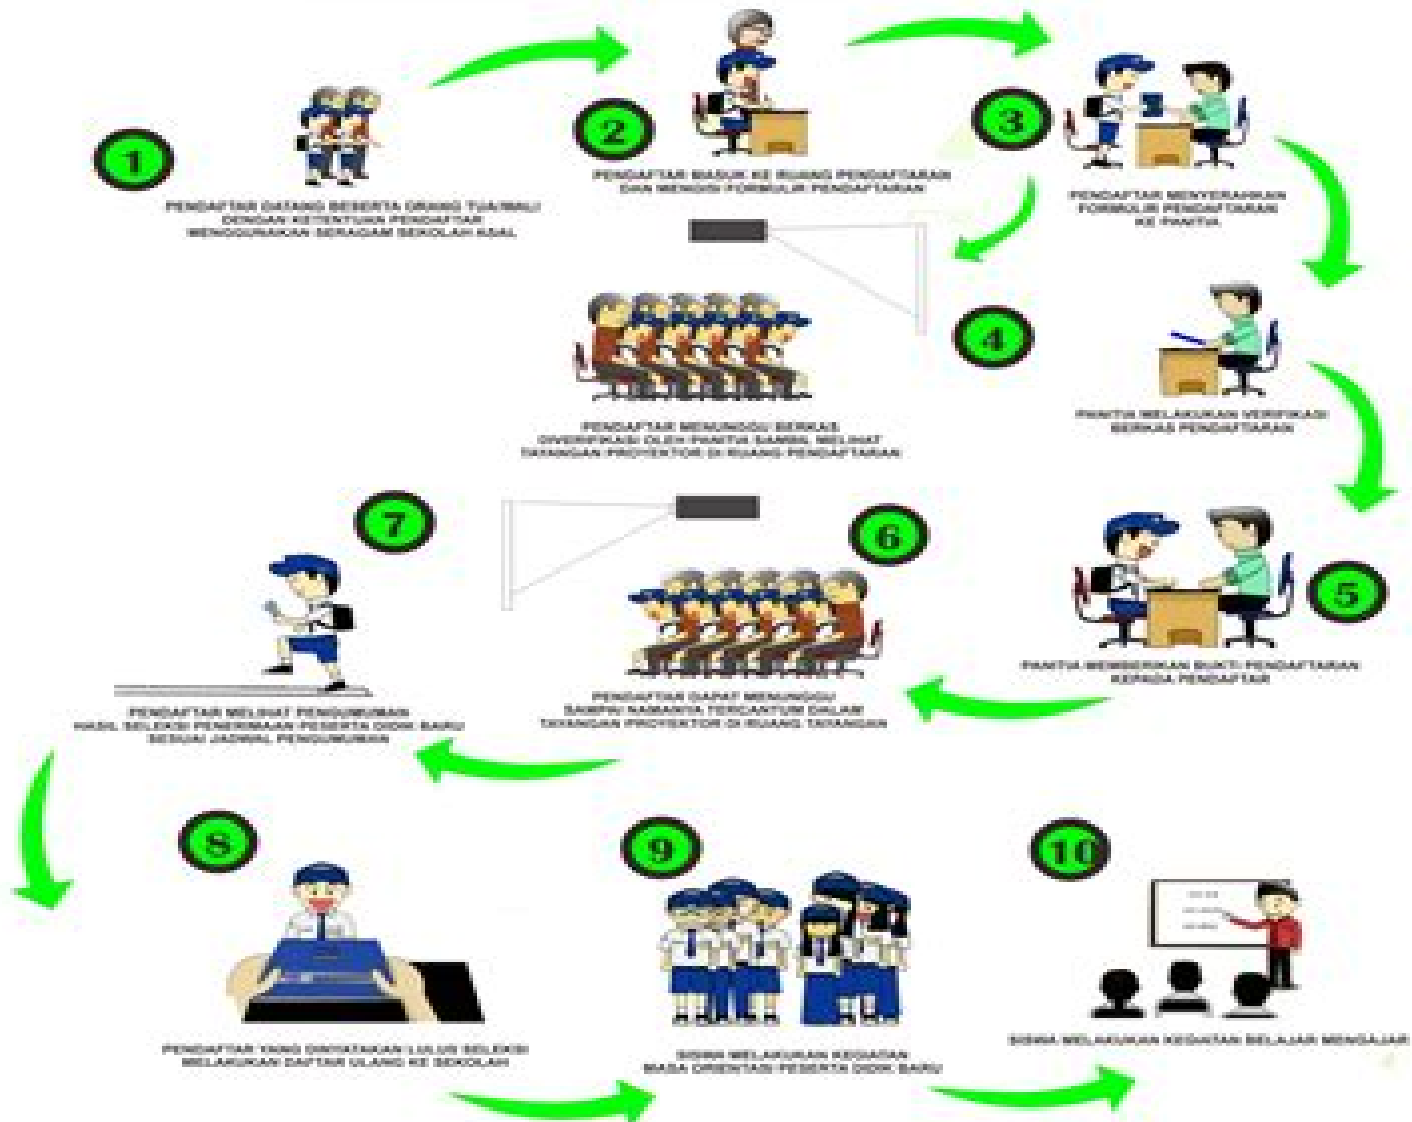 1
PENDAFTAR DATANG BESERTA ORANG TUA/WALI
DENGAN KETENTUAN PENDAFTAR
MENGGUNAKAN SERAGAM SEKOLAH ASAL
2
PENDAFTAR MASUK KE RUANG PENDAFTARAN
DAN MENGISI FORMULIR PENDAFTARAN
3
PENDAFTAR MENYERAHKAN
FORMULIR PENDAFTARAN
KE PANITIA
4
PENDAFTAR MENUNGGU BERKAS
DIVERIFIKASI OLEH PANITIA SAMBIL MELIHAT
TAYANGAN PROYEKTOR DI RUANG PENDAFTARAN
PANITIA MELAKUKAN VERIFIKASI
BERKAS PENDAFTARAN
5
PANITIA MEMBERIKAN BUKTI PENDAFTARAN
KEPADA PENDAFTAR
6
PENDAFTAR DAPAT MENUNGGU
SAMPAI NAMANYA TERCANTUM DALAM
TAYANGAN PROYEKTOR DI RUANG TAYANGAN
7
PENDAFTAR MELIHAT PENGUMUMAN
HASIL SELEKSI PENERIMAAN PESERTA DIDIK BARU
SESUAI JADWAL PENGUMUMAN
8
PENDAFTAR YANG DINYATAKAN LULUS SELEKSI
MELAKUKAN DAFTAR ULANG KE SEKOLAH
9
SISWA MELAKUKAN KEGIATAN
MASA ORIENTASI PESERTA DIDIK BARU
10
SISWA MELAKUKAN KEGIATAN BELAJAR MENGAJAR